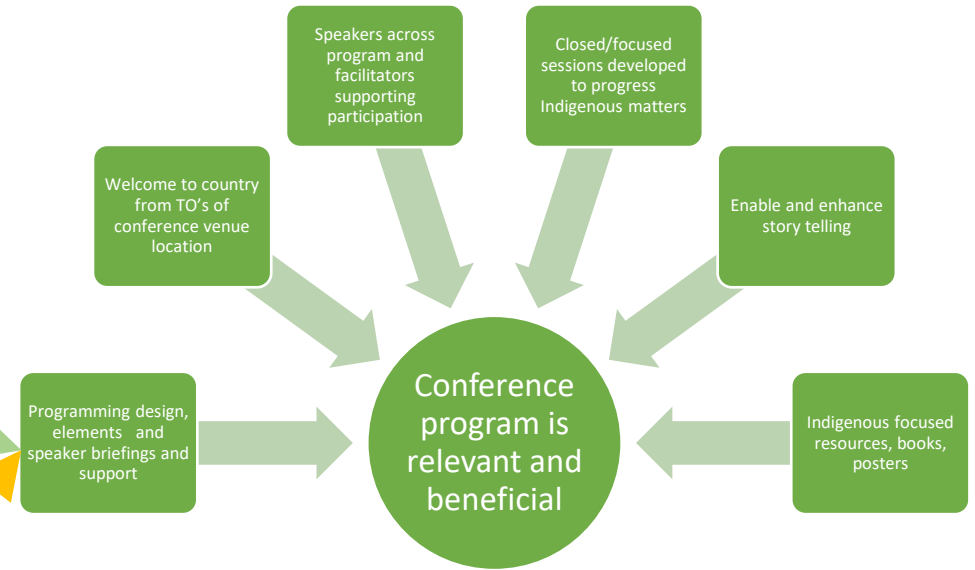 Speakers across
program and
facilitators
supporting
participation
Closed/focused
sessions developed
to progress
Indigenous matters
Welcome to country
from TO's of
conference venue
location
Enable and enhance
story telling
Programming design,
elements and
speaker briefings and
support
Conference
program is
relevant and
beneficial
Indigenous focused
resources, books,
posters